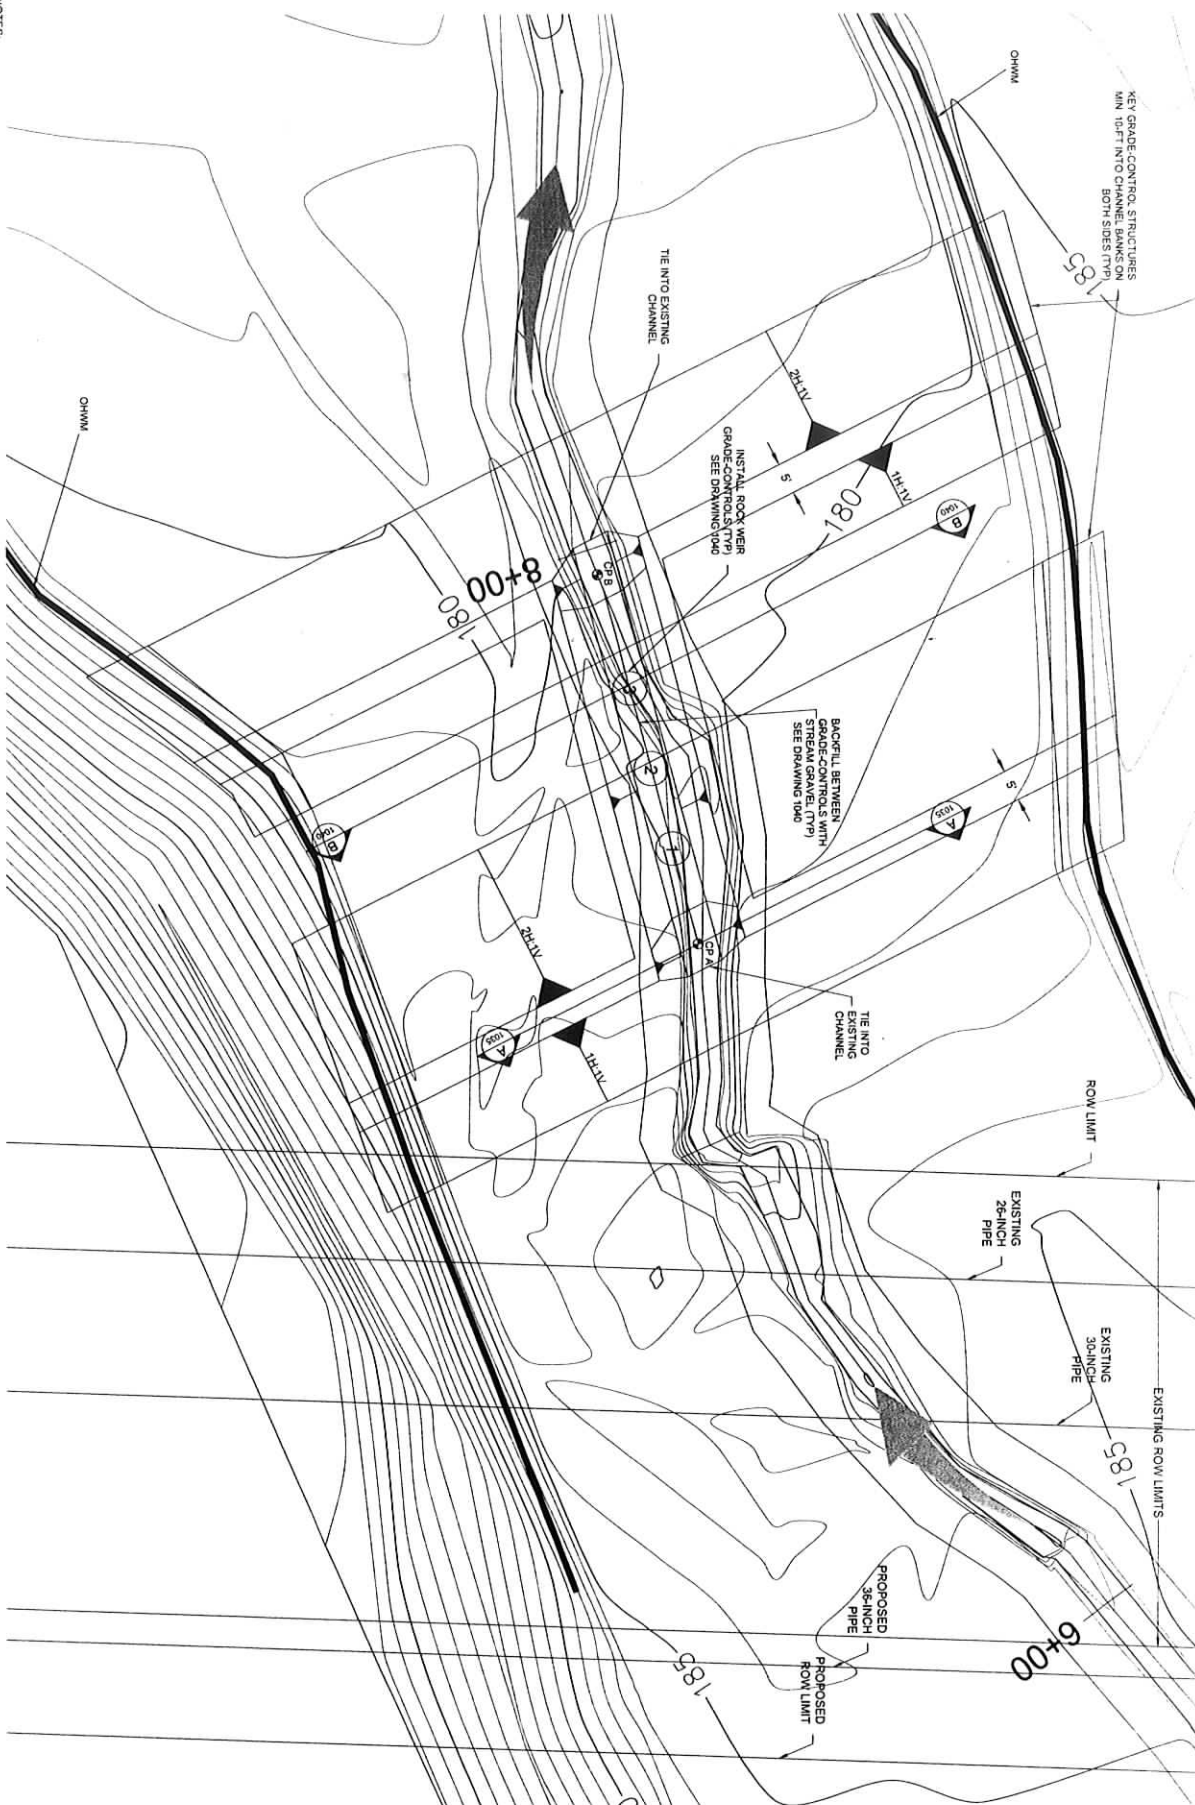 NOTES:
OHWM
KEY GRADE-CONTROL STRUCTURES
MIN. 10-FT INTO CHANNEL BANKS ON
BOTH SIDES (TYP)
185
TIE INTO EXISTING
CHANNEL
2H:1V
5'
1H:1V
180
B
1040
INSTALL ROCK WEIR
GRADE-CONTROLS (TYP)
SEE DRAWING 1040
OHWM
8+00
180
CP B
3
2
1
BACKFILL BETWEEN
GRADE-CONTROLS WITH
STREAM GRAVEL (TYP)
SEE DRAWING 1040
5'
A
1035
B
1040
CP A
2H:1V
1H:1V
A
1035
TIE INTO
EXISTING
CHANNEL
ROW LIMIT
EXISTING
26-INCH
PIPE
EXISTING
30-INCH
PIPE
EXISTING ROW LIMITS
185
PROPOSED
36-INCH
PIPE
6+00
185
PROPOSED
ROW LIMIT